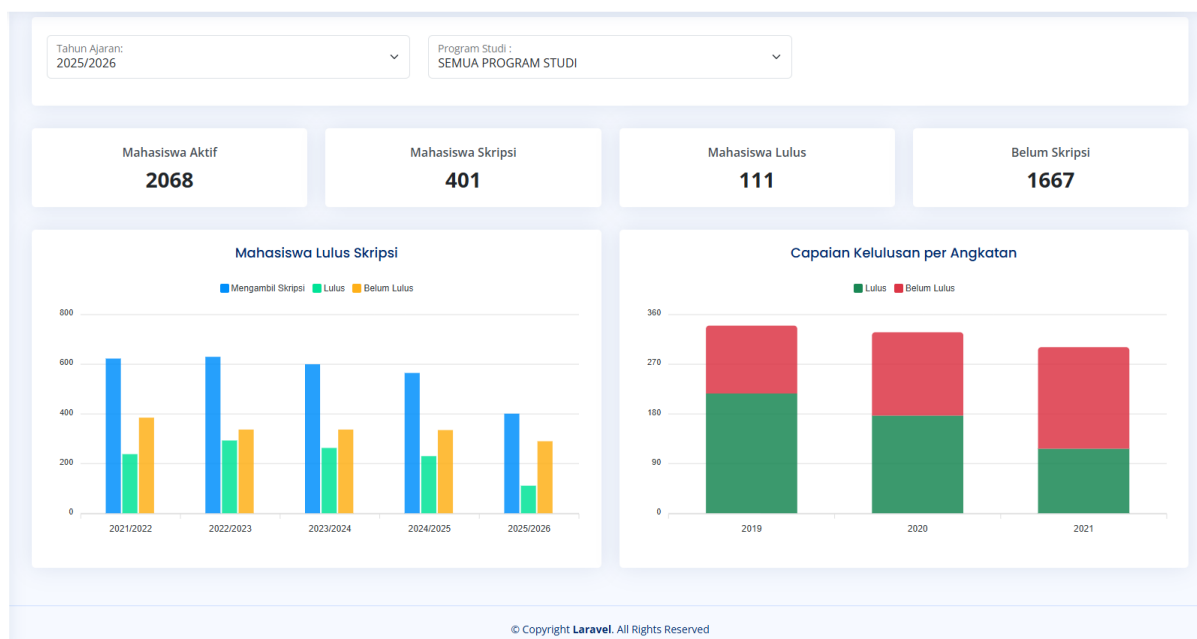 Tahun Ajaran:
2025/2026
Program Studi :
SEMUA PROGRAM STUDI
Mahasiswa Aktif
2068
Mahasiswa Skripsi
401
Mahasiswa Lulus
111
Belum Skripsi
1667
Mahasiswa Lulus Skripsi
Mengambil Skripsi Lulus Belum Lulus
800
600
400
200
0
2021/2022 2022/2023 2023/2024 2024/2025 2025/2026
Capaian Kelulusan per Angkatan
Lulus Belum Lulus
360
270
180
90
0
2019 2020 2021
© Copyright Laravel. All Rights Reserved